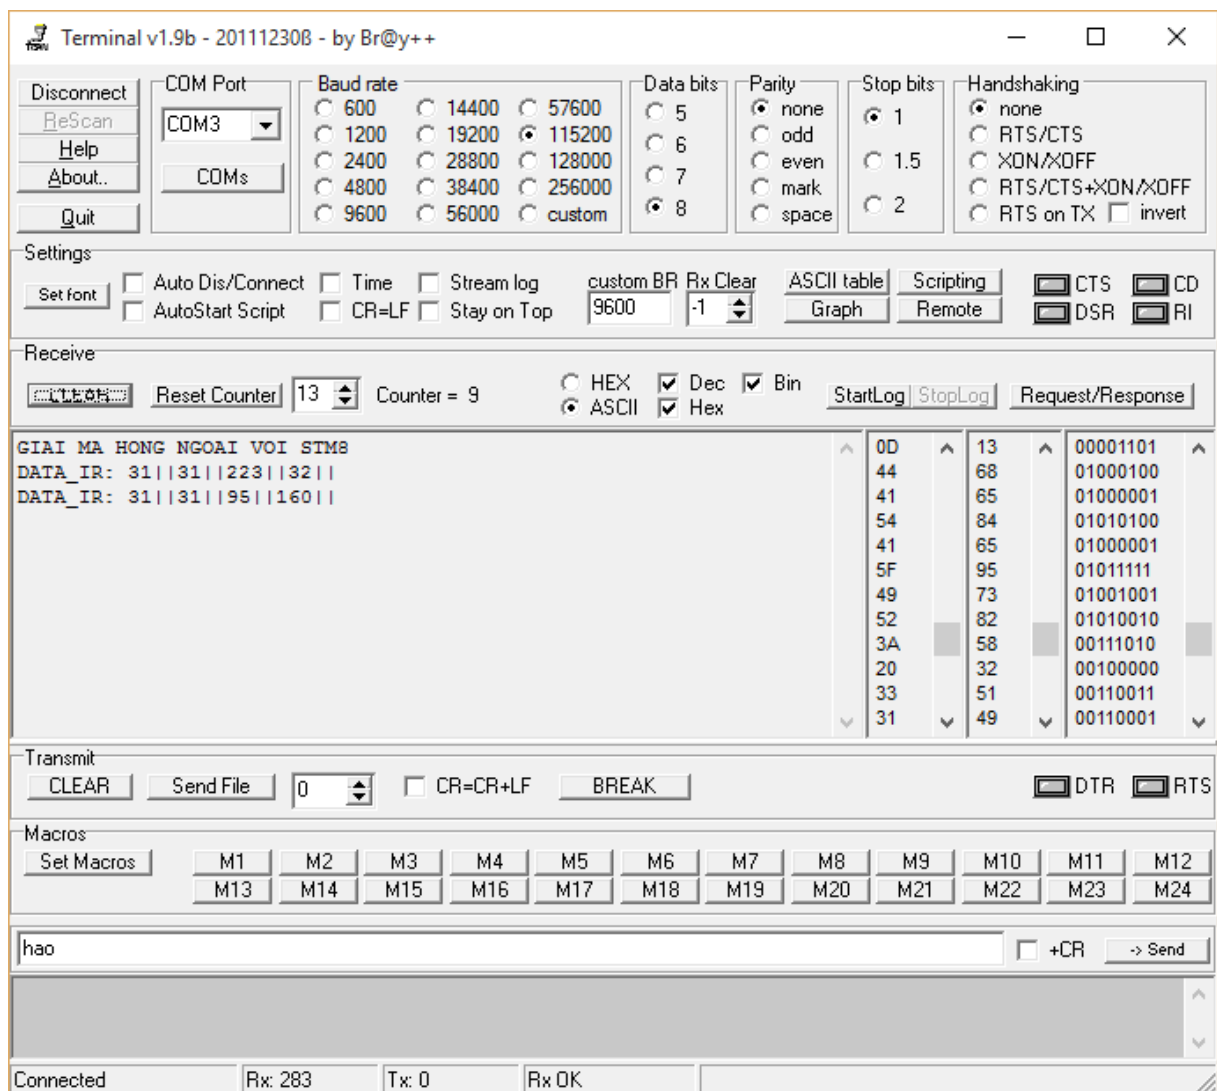 Terminal v1.9b - 20111230ß - by Br@y++
Disconnect
ReScan
Help
About..
Quit
COM Port
COM3
COMs
Baud rate
600 14400 57600
1200 19200 115200
2400 28800 128000
4800 38400 256000
9600 56000 custom
Data bits
5
6
7
8
Parity
none
odd
even
mark
space
Stop bits
1
1.5
2
Handshaking
none
RTS/CTS
XON/XOFF
RTS/CTS+XON/XOFF
RTS on TX invert
Settings
Set font
Auto Dis/Connect Time Stream log
AutoStart Script CR=LF Stay on Top
custom BR Rx Clear
9600 -1
ASCII table Scripting
Graph Remote
CTS CD
DSR RI
Receive
CLEAR Reset Counter 13 Counter = 9
HEX Dec Bin
ASCII Hex
StartLog StopLog Request/Response
GIAI MA HONG NGOAI VOI STM8
DATA_IR: 31||31||223||32||
DATA_IR: 31||31||95||160||
0D 13 00001101
44 68 01000100
41 65 01000001
54 84 01010100
41 65 01000001
5F 95 01011111
49 73 01001001
52 82 01010010
3A 58 00111010
20 32 00100000
33 51 00110011
31 49 00110001
Transmit
CLEAR Send File 0 CR=CR+LF BREAK DTR RTS
Macros
Set Macros M1 M2 M3 M4 M5 M6 M7 M8 M9 M10 M11 M12
M13 M14 M15 M16 M17 M18 M19 M20 M21 M22 M23 M24
hao +CR -> Send
Connected Rx: 283 Tx: 0 Rx OK